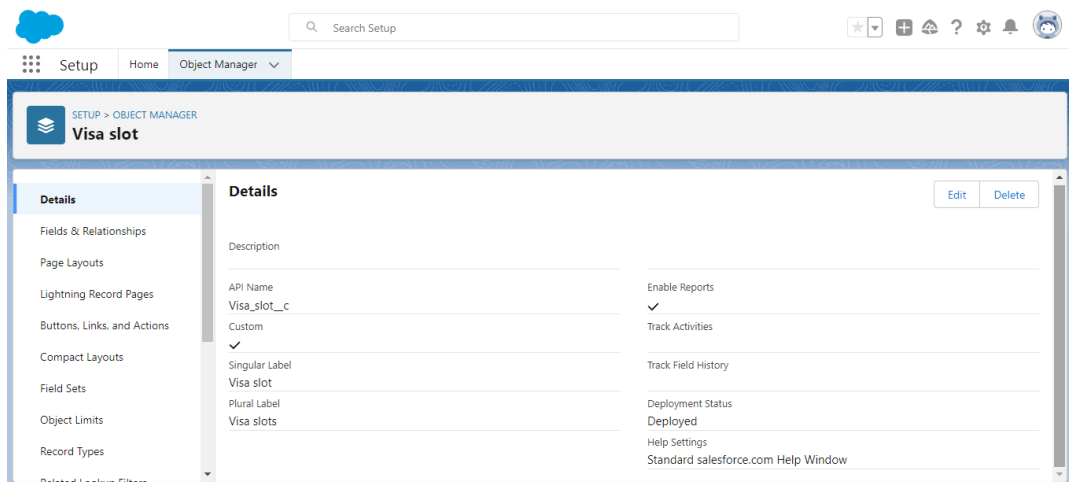 Search Setup
Setup
Home
Object Manager
SETUP > OBJECT MANAGER
Visa slot
Details
Fields & Relationships
Page Layouts
Lightning Record Pages
Buttons, Links, and Actions
Compact Layouts
Field Sets
Object Limits
Record Types
Related Lookup Filters
Details
Edit
Delete
Description
API Name
Visa_slot__c
Custom
Singular Label
Visa slot
Plural Label
Visa slots
Enable Reports
Track Activities
Track Field History
Deployment Status
Deployed
Help Settings
Standard salesforce.com Help Window